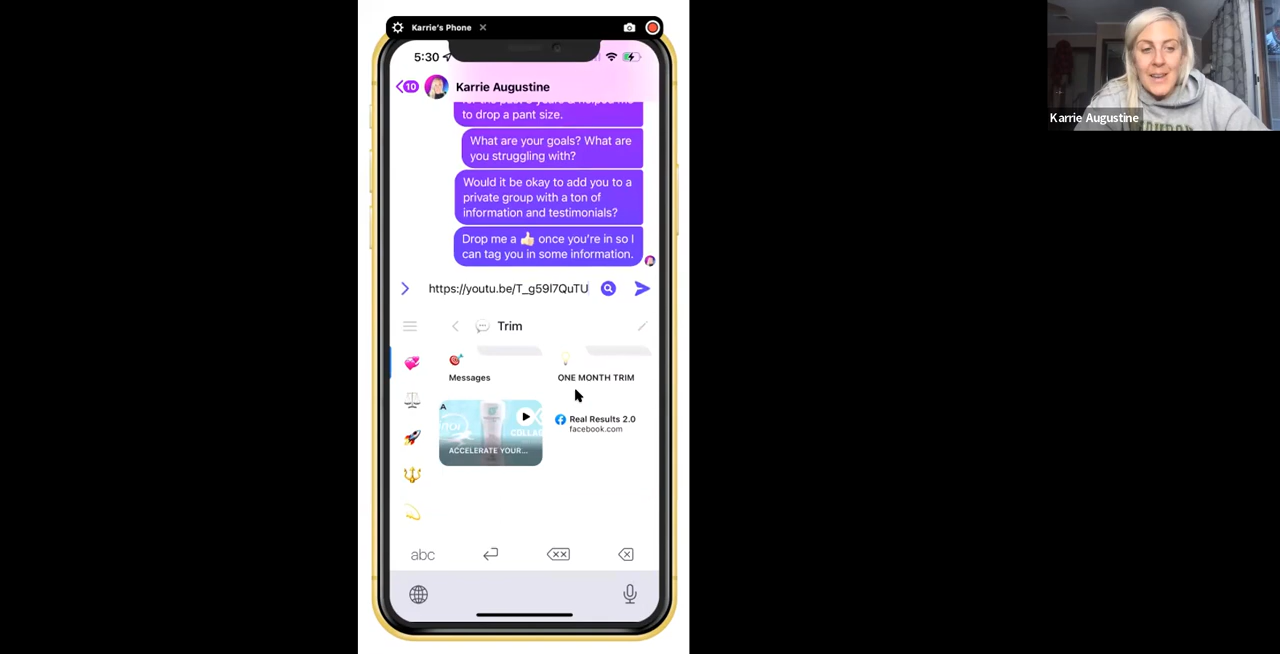 Karrie's Phone
5:30
10
Karrie Augustine
to drop a pant size.
What are your goals? What are
you struggling with?
Would it be okay to add you to a
private group with a ton of
information and testimonials?
Drop me a 👍 once you're in so I
can tag you in some information.
https://youtu.be/T_g59l7QuTU
Trim
Messages
ONE MONTH TRIM
A
COLLAG
ACCELERATE YOUR...
Real Results 2.0
facebook.com
abc
Karrie Augustine